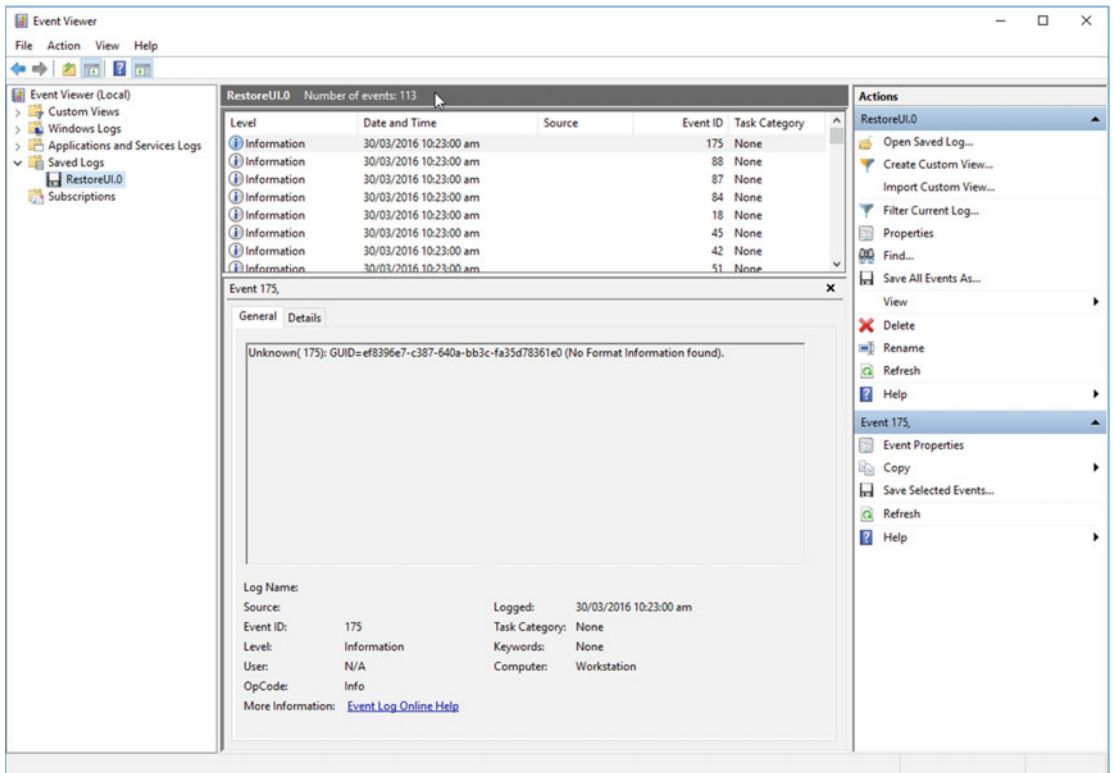 Event Viewer
File Action View Help
Event Viewer (Local)
Custom Views
Windows Logs
Applications and Services Logs
Saved Logs
RestoreUI.0
Subscriptions
RestoreUI.0 Number of events: 113
Level Date and Time Source Event ID Task Category
Information 30/03/2016 10:23:00 am 175 None
Information 30/03/2016 10:23:00 am 88 None
Information 30/03/2016 10:23:00 am 87 None
Information 30/03/2016 10:23:00 am 84 None
Information 30/03/2016 10:23:00 am 18 None
Information 30/03/2016 10:23:00 am 45 None
Information 30/03/2016 10:23:00 am 42 None
Information 30/03/2016 10:23:00 am 51 None
Event 175,
General Details
Unknown( 175): GUID=ef8396e7-c387-640a-bb3c-fa35d78361e0 (No Format Information found).
Log Name:
Source: Logged: 30/03/2016 10:23:00 am
Event ID: 175 Task Category: None
Level: Information Keywords: None
User: N/A Computer: Workstation
OpCode: Info
More Information: Event Log Online Help
Actions
RestoreUI.0
Open Saved Log...
Create Custom View...
Import Custom View...
Filter Current Log...
Properties
Find...
Save All Events As...
View
Delete
Rename
Refresh
Help
Event 175,
Event Properties
Copy
Save Selected Events...
Refresh
Help